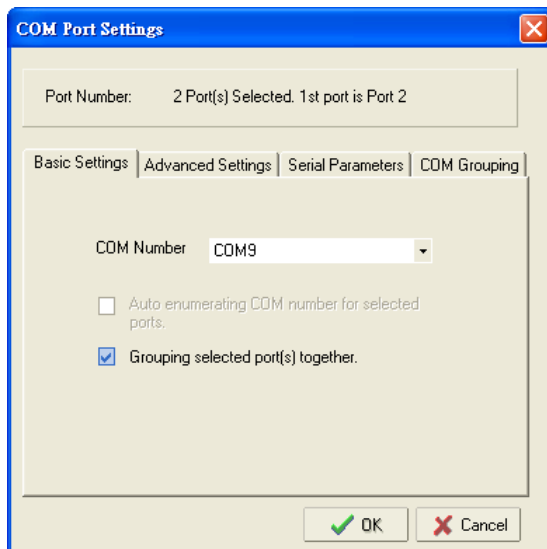 COM Port Settings
Port Number: 2 Port(s) Selected. 1st port is Port 2
Basic Settings Advanced Settings Serial Parameters COM Grouping
COM Number COM9
Auto enumerating COM number for selected
ports.
Grouping selected port(s) together.
OK Cancel